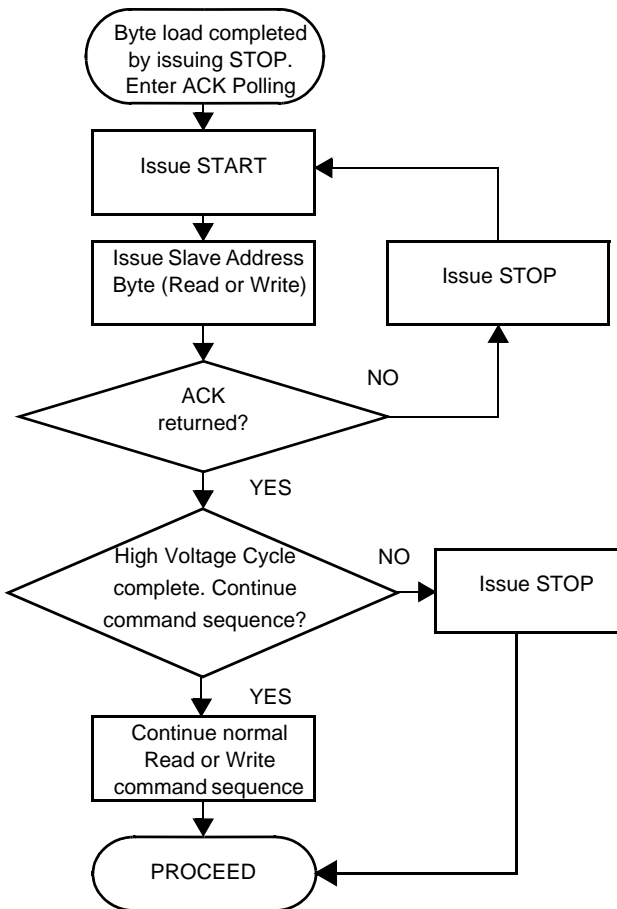 Byte load completed
by issuing STOP.
Enter ACK Polling
Issue START
Issue Slave Address
Byte (Read or Write)
Issue STOP
ACK
returned?
NO
YES
High Voltage Cycle
complete. Continue
command sequence?
NO
Issue STOP
YES
Continue normal
Read or Write
command sequence
PROCEED